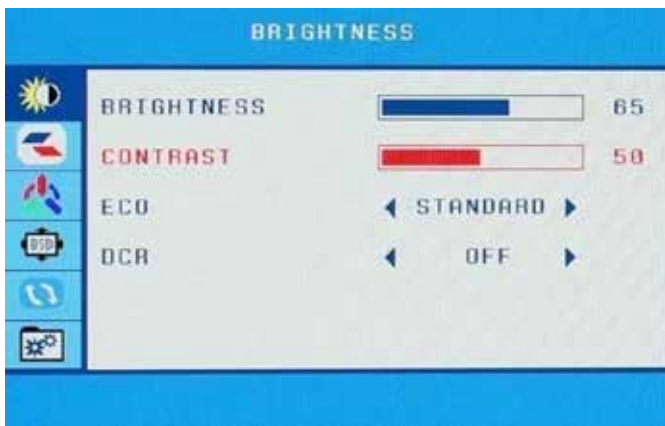 BRIGHTNESS
BRIGHTNESS 65
CONTRAST 50
ECO STANDARD
DCR OFF
OSD